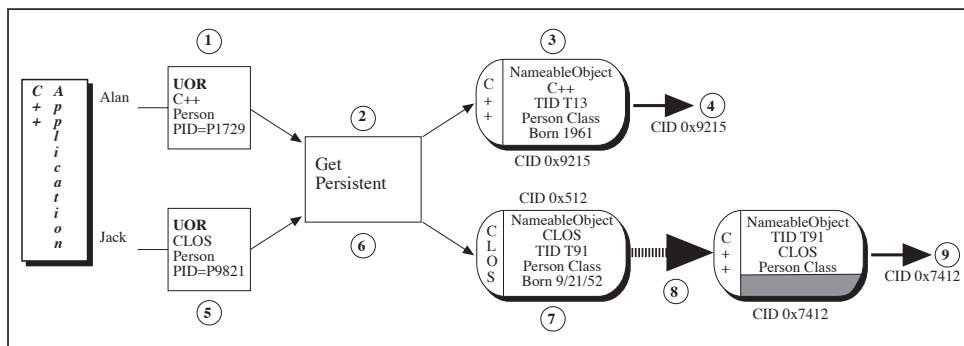 C++
Application
Alan
1
UOR
C++
Person
PID=P1729
Jack
UOR
CLOS
Person
PID=P9821
5
2
Get
Persistent
6
3
C++
NameableObject
C++
TID T13
Person Class
Born 1961
CID 0x9215
4
CID 0x9215
CID 0x512
CLOS
NameableObject
CLOS
TID T91
Person Class
Born 9/21/52
7
8
C++
NameableObject
TID T91
CLOS
Person Class
CID 0x7412
9
CID 0x7412